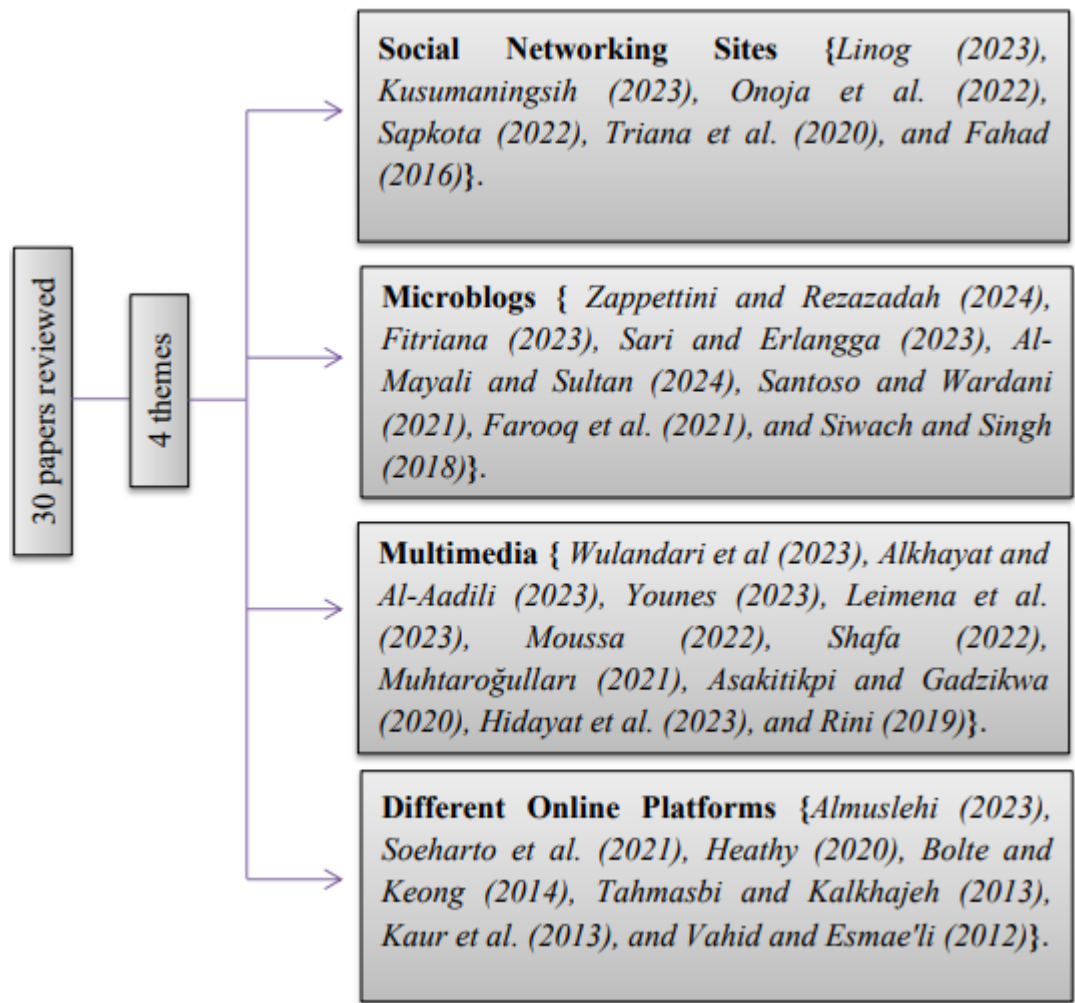 30 papers reviewed
4 themes
Social Networking Sites {Linog (2023),
Kusumaningsih (2023), Onoja et al. (2022),
Sapkota (2022), Triana et al. (2020), and Fahad
(2016)}.
Microblogs { Zappettini and Rezazadah (2024),
Fitriana (2023), Sari and Erlangga (2023), Al-
Mayali and Sultan (2024), Santoso and Wardani
(2021), Farooq et al. (2021), and Siwach and Singh
(2018)}.
Multimedia { Wulandari et al (2023), Alkhayat and
Al-Aadili (2023), Younes (2023), Leimena et al.
(2023), Moussa (2022), Shafa (2022),
Muhtaroğulları (2021), Asakitikpi and Gadzikwa
(2020), Hidayat et al. (2023), and Rini (2019)}.
Different Online Platforms {Almuslehi (2023),
Soeharto et al. (2021), Heathy (2020), Bolte and
Keong (2014), Tahmasbi and Kalkhajeh (2013),
Kaur et al. (2013), and Vahid and Esmae'li (2012)}.